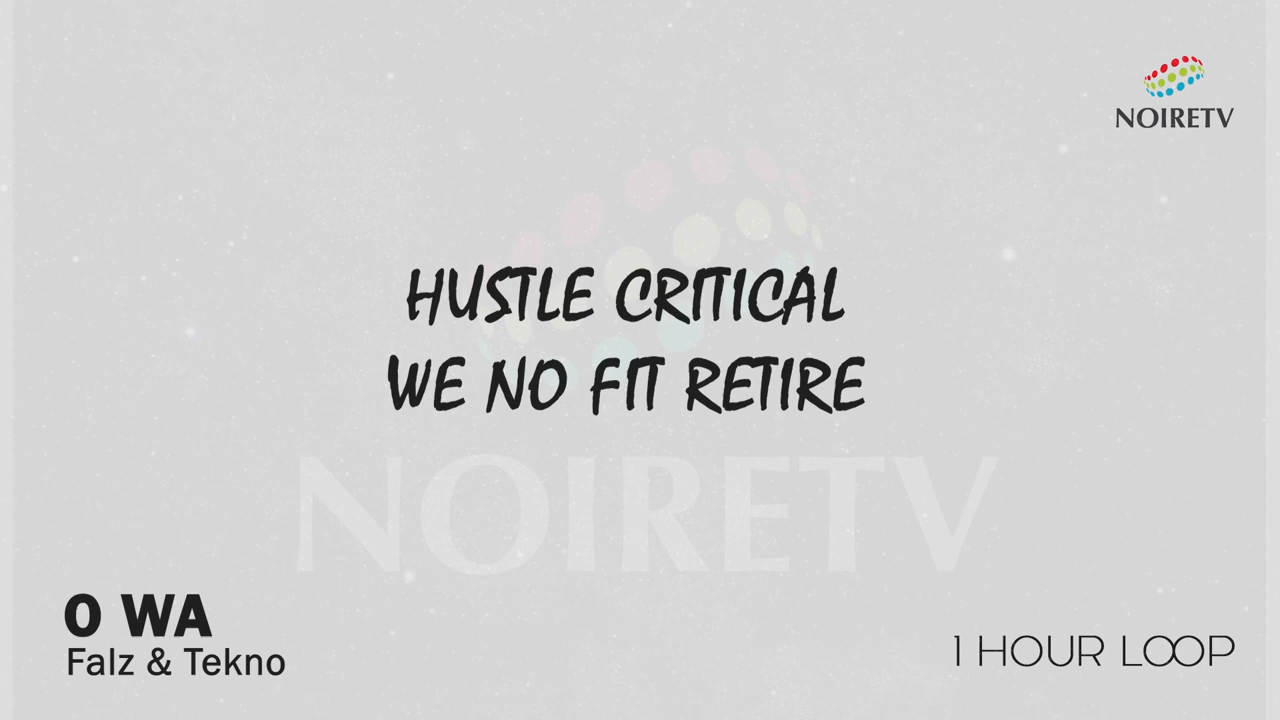 NOIRETV
HUSTLE CRITICAL
WE NO FIT RETIRE
NOIRETV
O WA
Falz & Tekno
1 HOUR LOOP